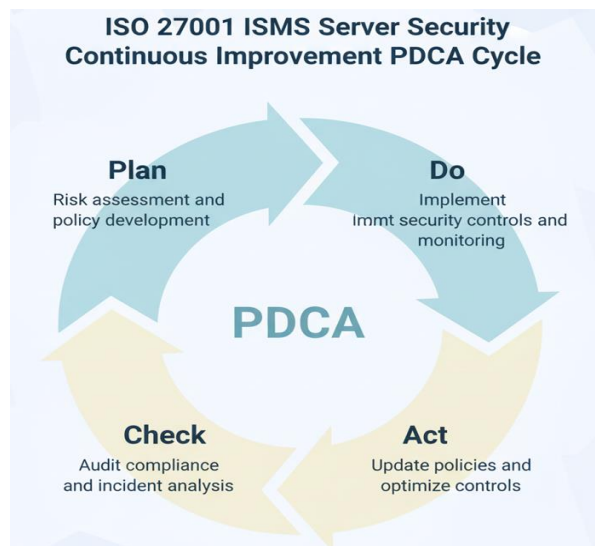 ISO 27001 ISMS Server Security
Continuous Improvement PDCA Cycle
Plan
Risk assessment and
policy development
Do
Implement
Immt security controls and
monitoring
PDCA
Check
Audit compliance
and incident analysis
Act
Update policies and
optimize controls